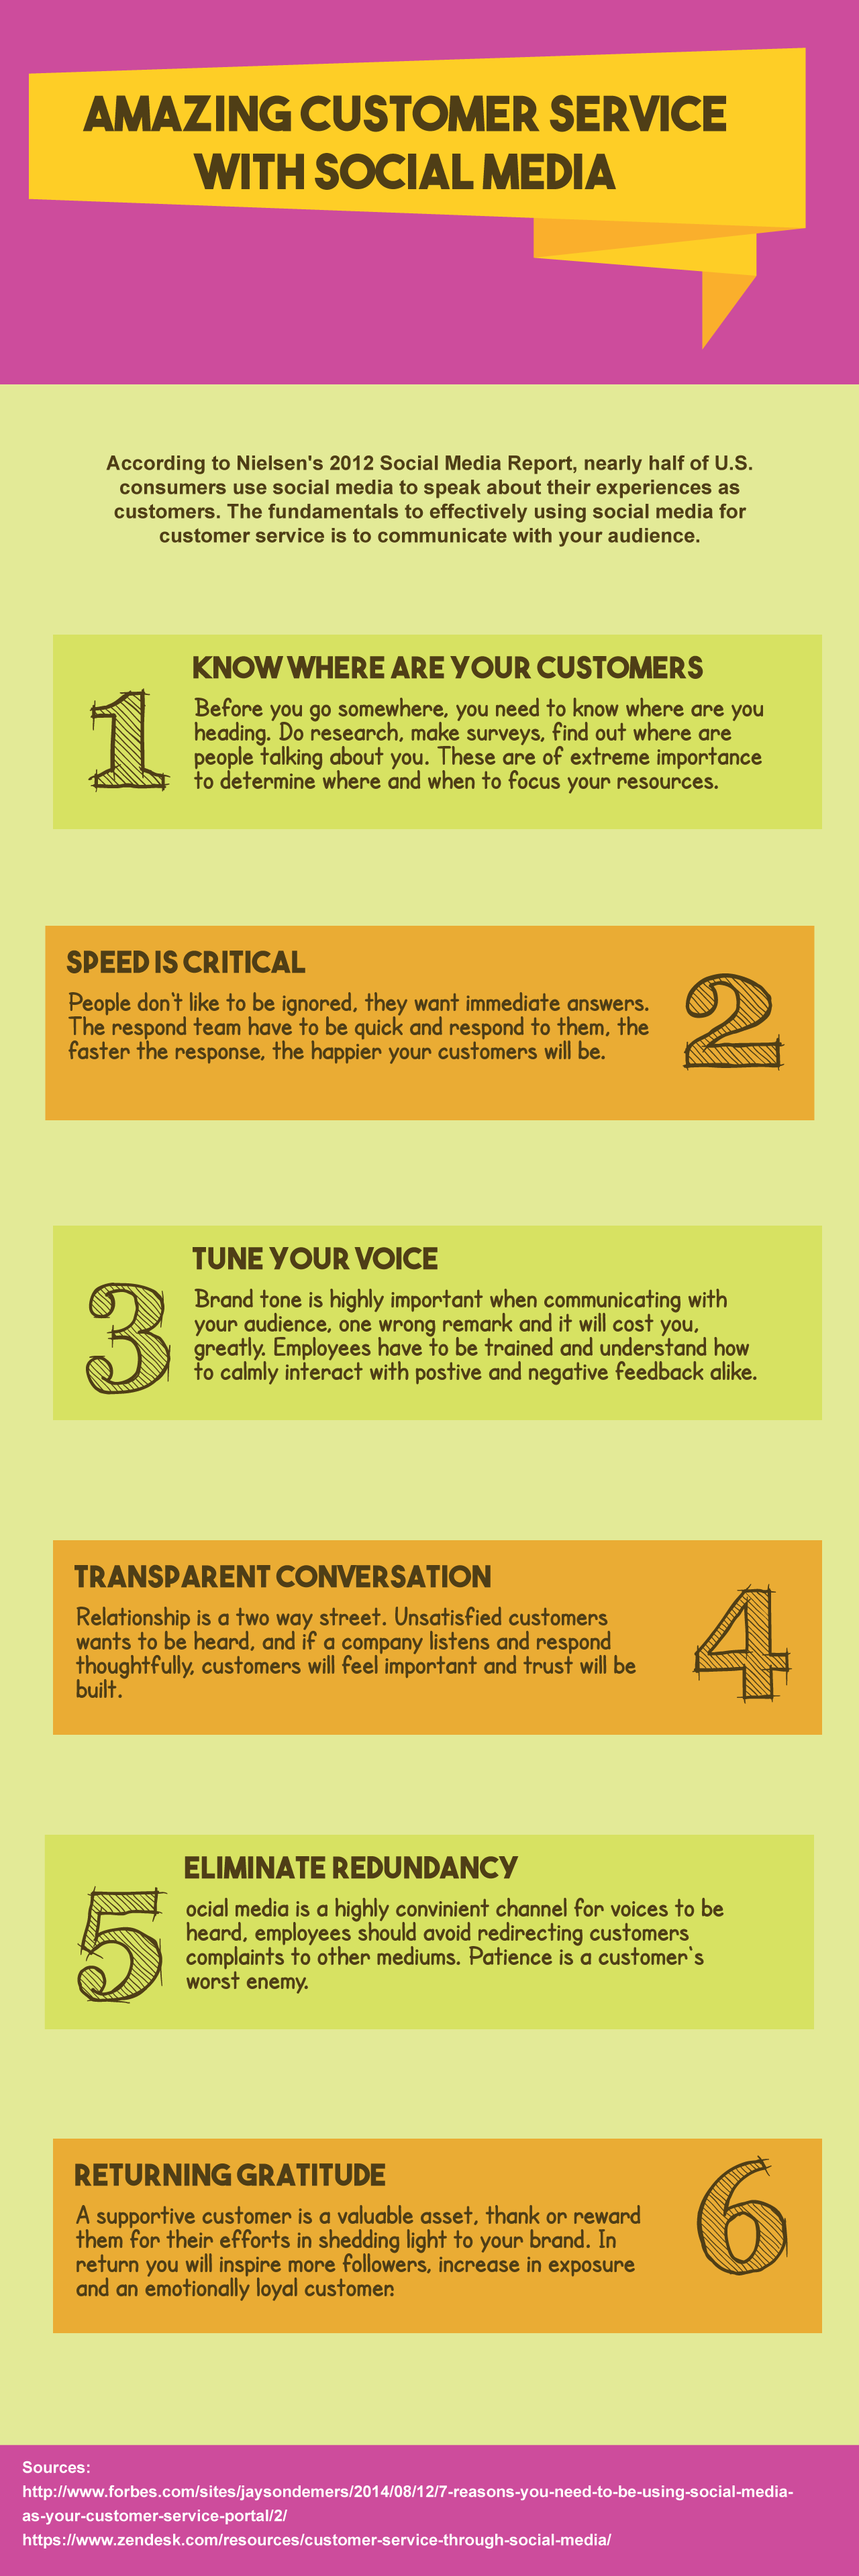 AMAZING CUSTOMER SERVICE
WITH SOCIAL MEDIA
According to Nielsen's 2012 Social Media Report, nearly half of U.S.
consumers use social media to speak about their experiences as
customers. The fundamentals to effectively using social media for
customer service is to communicate with your audience.
1
KNOW WHERE ARE YOUR CUSTOMERS
Before you go somewhere, you need to know where are you
heading. Do research, make surveys, find out where are
people talking about you. These are of extreme importance
to determine where and when to focus your resources.
SPEED IS CRITICAL
People don't like to be ignored, they want immediate answers.
The respond team have to be quick and respond to them, the
faster the response, the happier your customers will be.
2
3
TUNE YOUR VOICE
Brand tone is highly important when communicating with
your audience, one wrong remark and it will cost you,
greatly. Employees have to be trained and understand how
to calmly interact with postive and negative feedback alike.
TRANSPARENT CONVERSATION
Relationship is a two way street. Unsatisfied customers
wants to be heard, and if a company listens and respond
thoughtfully, customers will feel important and trust will be
built.
4
5
ELIMINATE REDUNDANCY
ocial media is a highly convinient channel for voices to be
heard, employees should avoid redirecting customers
complaints to other mediums. Patience is a customer's
worst enemy.
RETURNING GRATITUDE
A supportive customer is a valuable asset, thank or reward
them for their efforts in shedding light to your brand. In
return you will inspire more followers, increase in exposure
and an emotionally loyal customer.
6
Sources:
http://www.forbes.com/sites/jaysondemers/2014/08/12/7-reasons-you-need-to-be-using-social-media-
as-your-customer-service-portal/2/
https://www.zendesk.com/resources/customer-service-through-social-media/